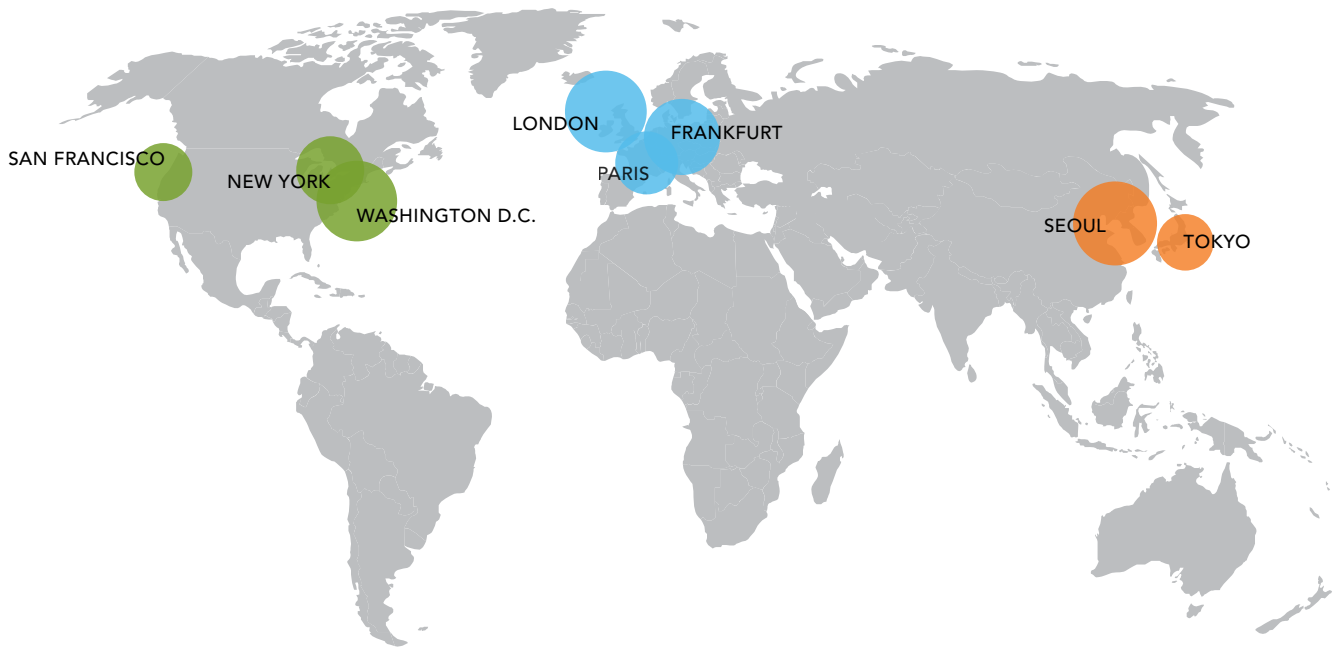 LONDON
FRANKFURT
SAN FRANCISCO
PARIS
NEW YORK
WASHINGTON D.C.
SEOUL
TOKYO